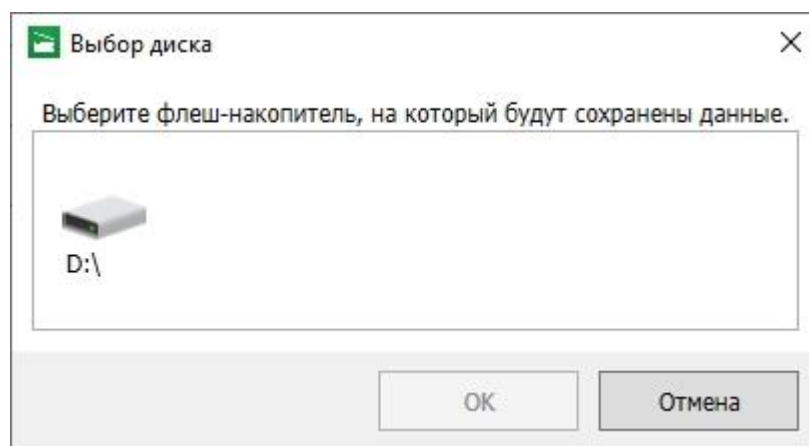 Выбор диска
Выберите флеш-накопитель, на который будут сохранены данные.
D:\
OK
Отмена